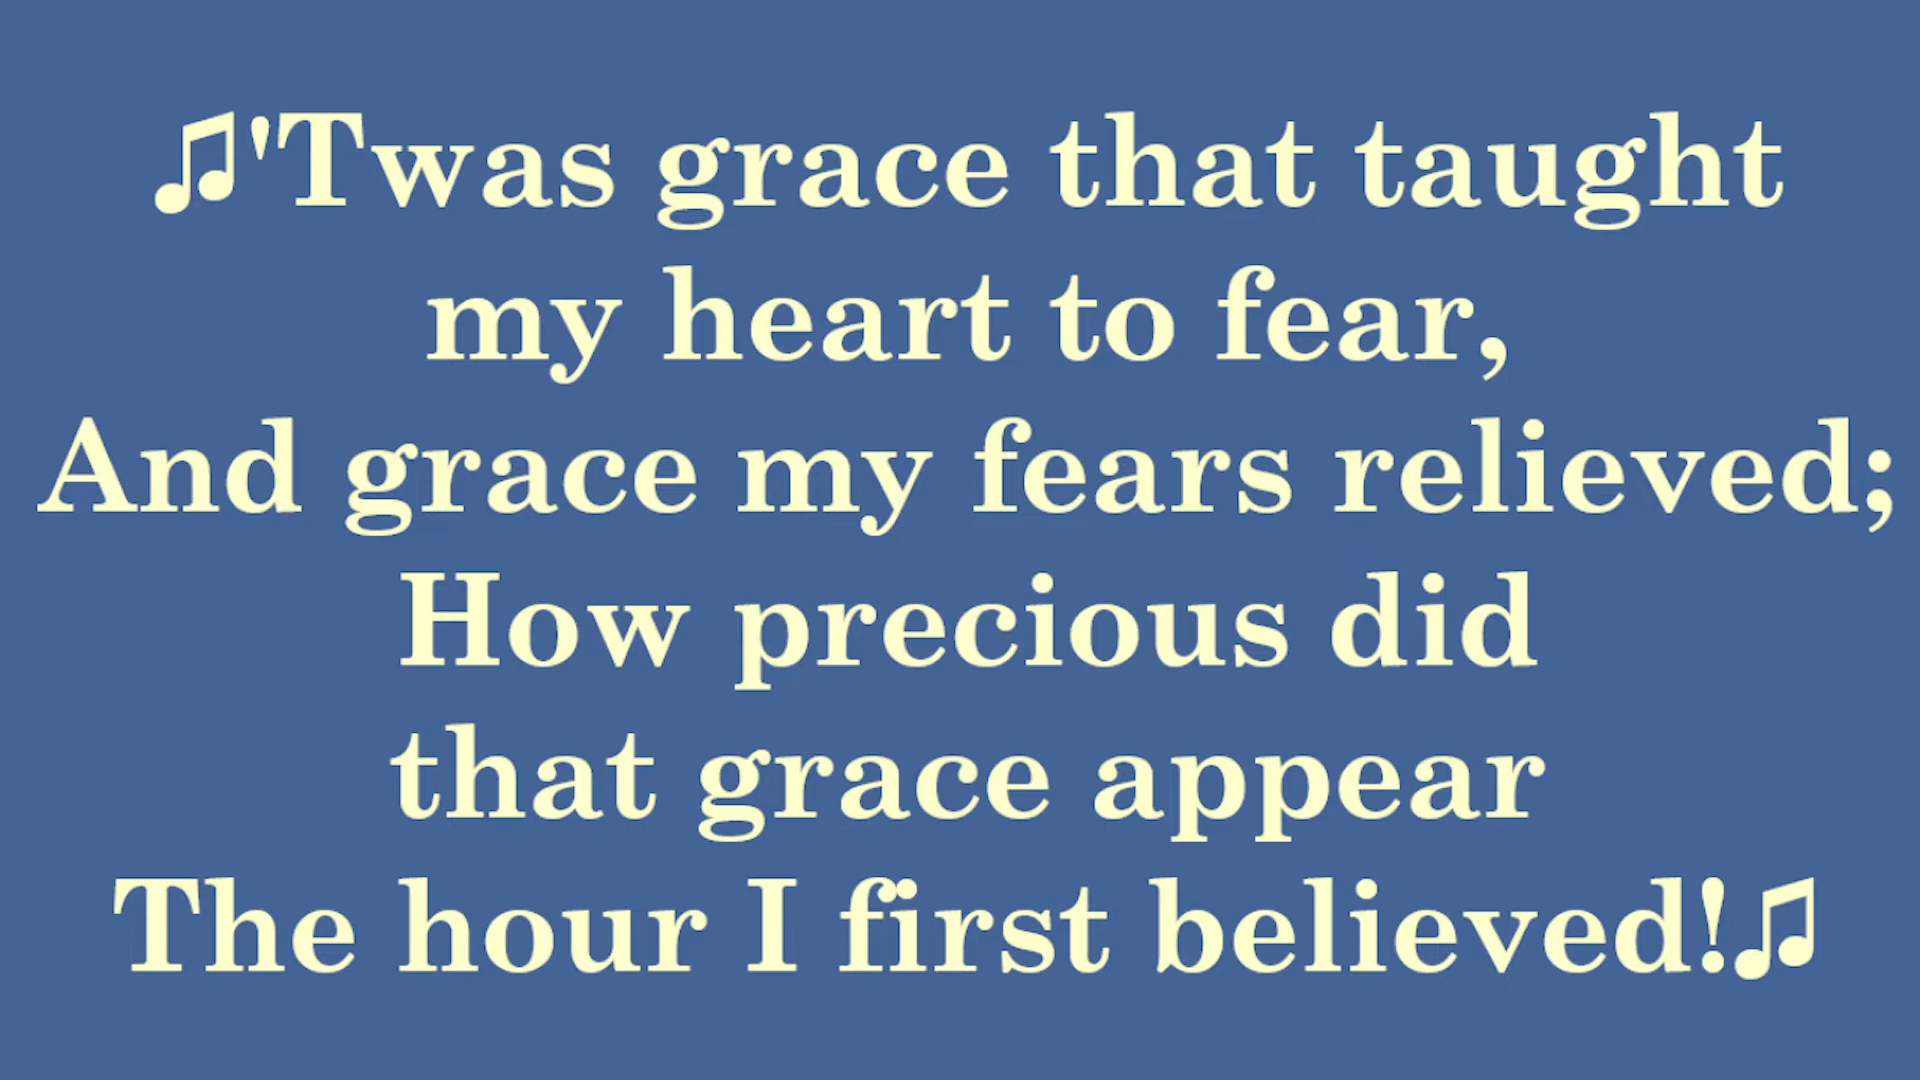 ♫'Twas grace that taught
my heart to fear,
And grace my fears relieved;
How precious did
that grace appear
The hour I first believed!♫